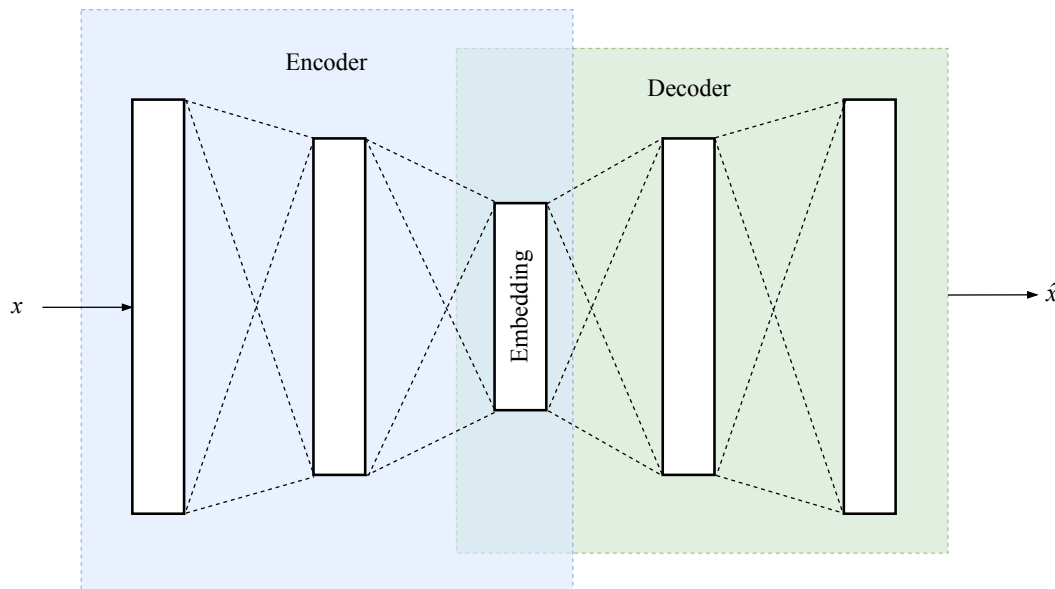 Encoder
Decoder
x
Embedding
x̂